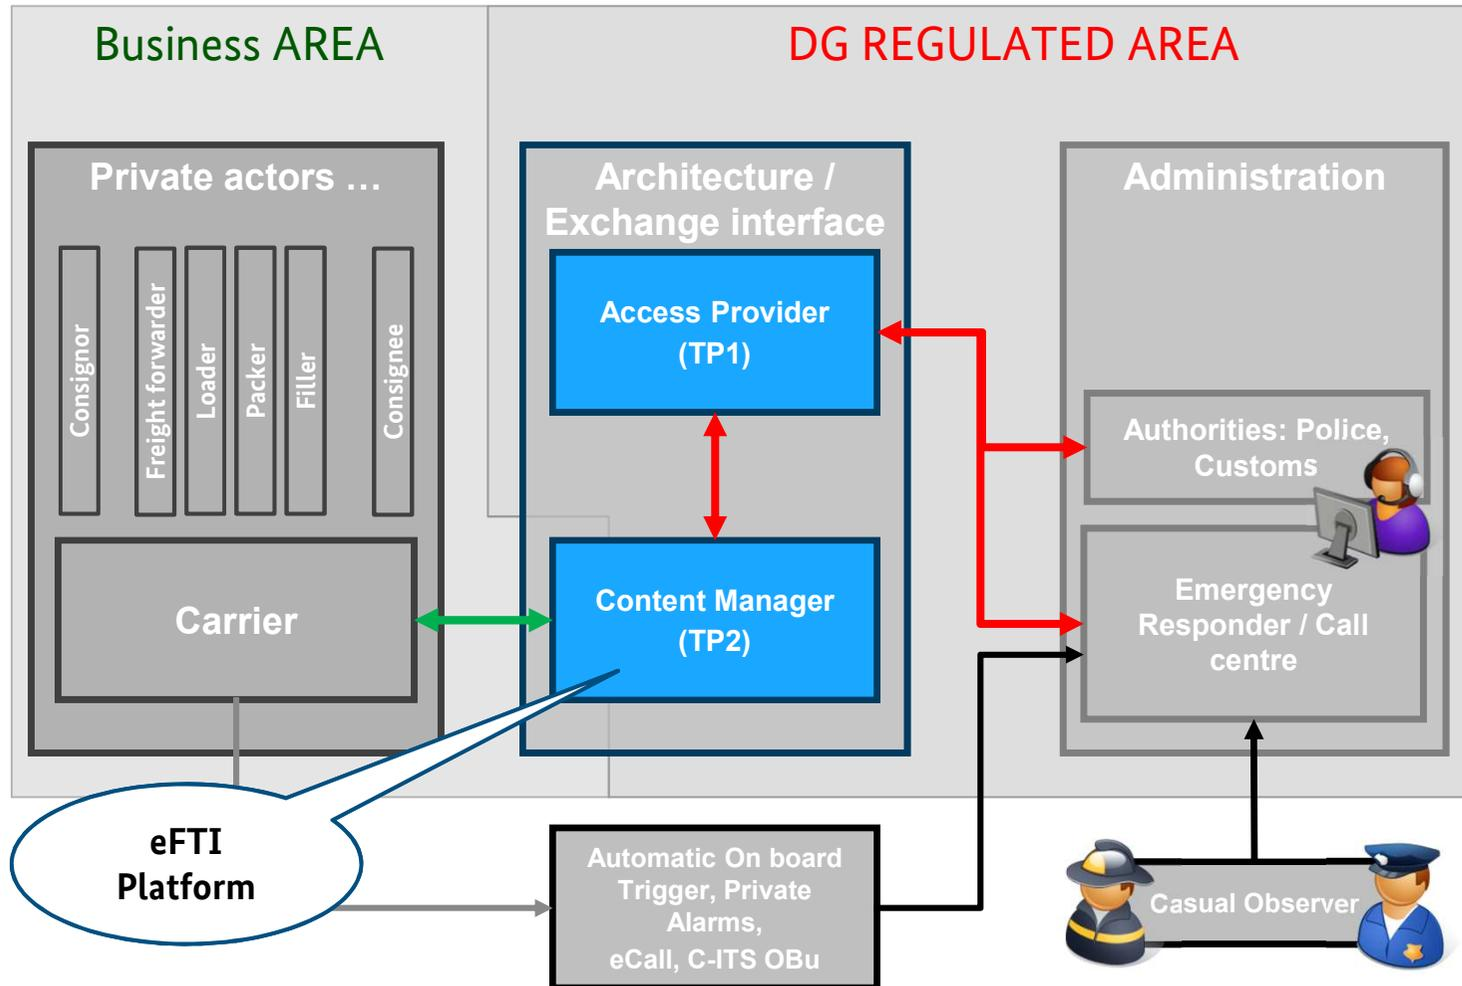 Business AREA
DG REGULATED AREA
Private actors …
Consignor
Freight forwarder
Loader
Packer
Filler
Consignee
Carrier
Architecture /
Exchange interface
Access Provider
(TP1)
Content Manager
(TP2)
Administration
Authorities: Police,
Customs
Emergency
Responder / Call
centre
eFTI
Platform
Automatic On board
Trigger, Private
Alarms,
eCall, C-ITS OBu
Casual Observer